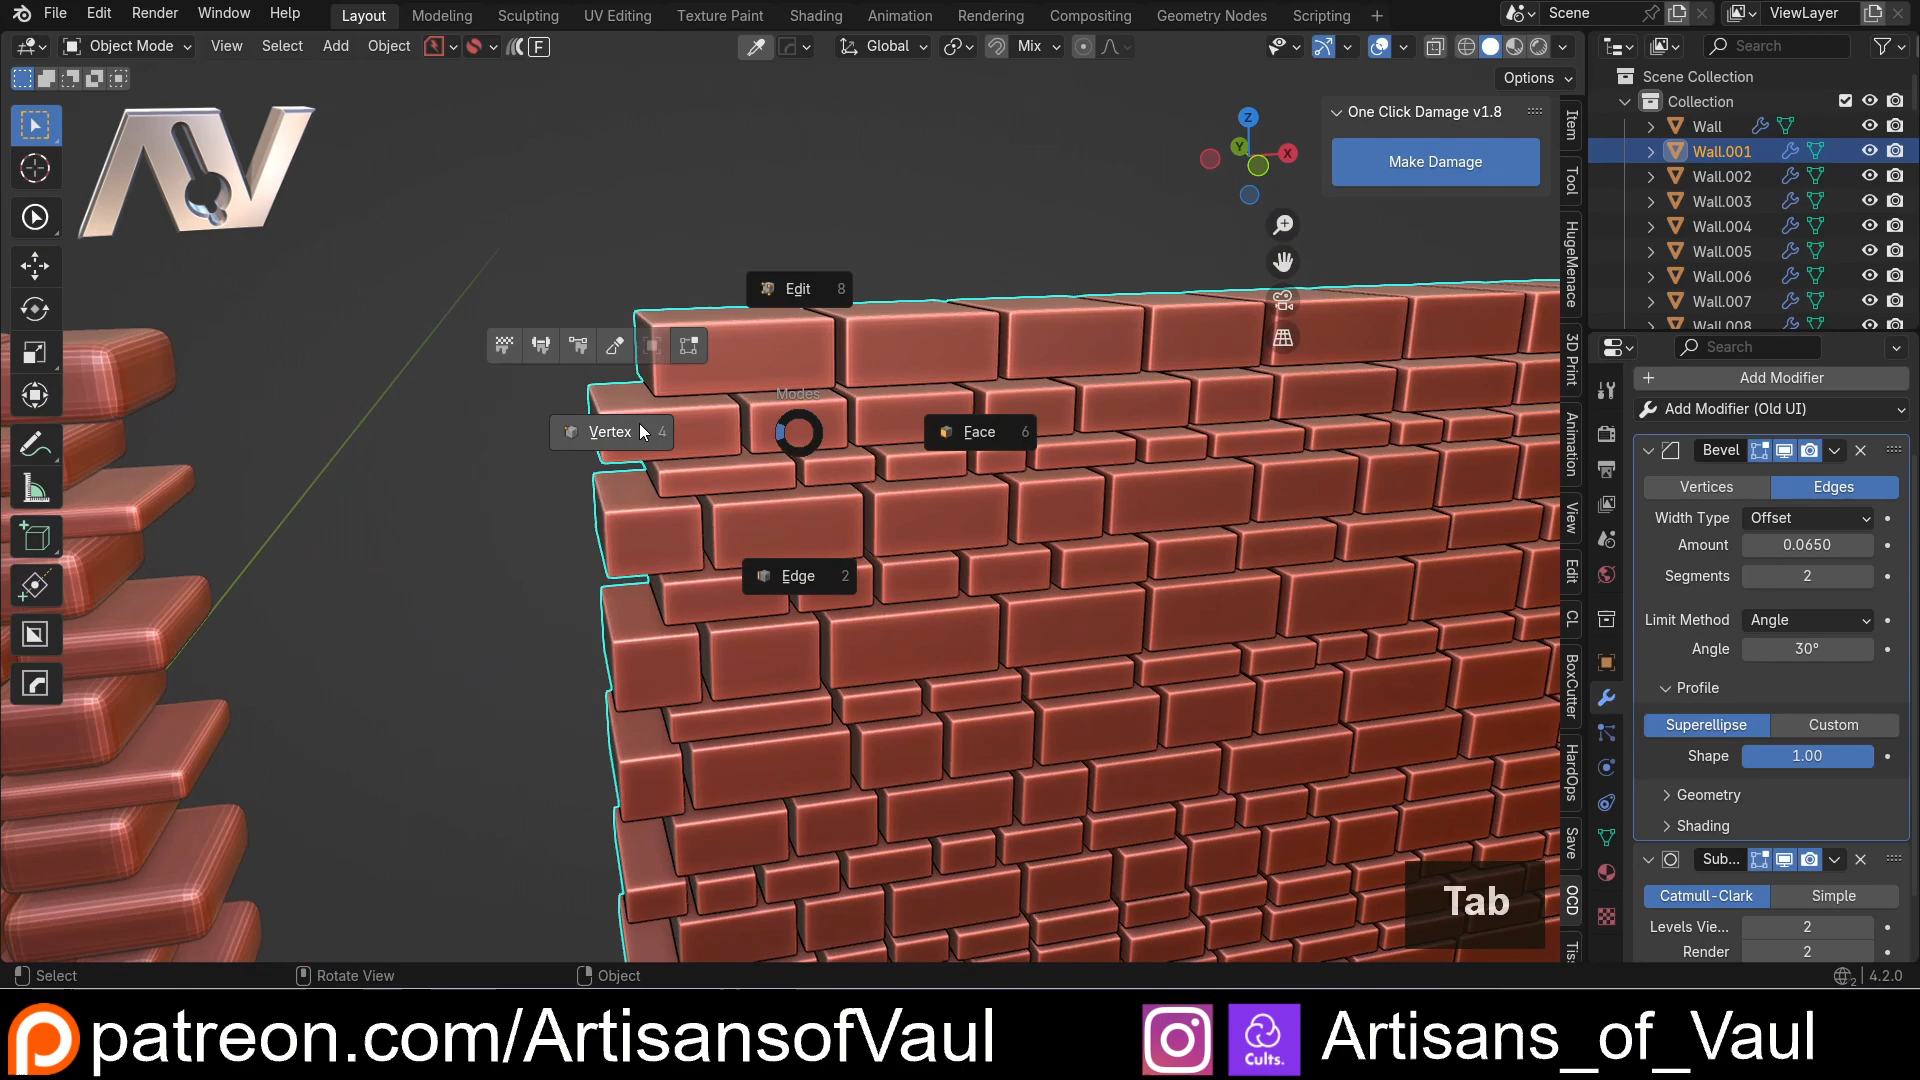 File Edit Render Window Help
Layout Modeling Sculpting UV Editing Texture Paint Shading Animation Rendering Compositing Geometry Nodes Scripting +
Scene
ViewLayer
Object Mode View Select Add Object F
Global Mix
Search
Options
Scene Collection
Collection
Wall
Wall.001
Wall.002
Wall.003
Wall.004
Wall.005
Wall.006
Wall.007
Wall.008
One Click Damage v1.8
Make Damage
Z
Y
X
Item
Tool
HugeMenace
3D Print
Animation
View
Edit
CL
BoxCutter
HardOps
Save
OCD
Tiss
AV
Edit 8
Modes
Vertex 4
Face 6
Edge 2
Search
Add Modifier
Add Modifier (Old UI)
Bevel
Vertices Edges
Width Type Offset
Amount 0.0650
Segments 2
Limit Method Angle
Angle 30°
Profile
Superellipse Custom
Shape 1.00
Geometry
Shading
Sub...
Catmull-Clark Simple
Levels Vie... 2
Render 2
Tab
Select Rotate View Object
2 4.2.0
patreon.com/ArtisansofVaul
Cults.
Artisans_of_Vaul